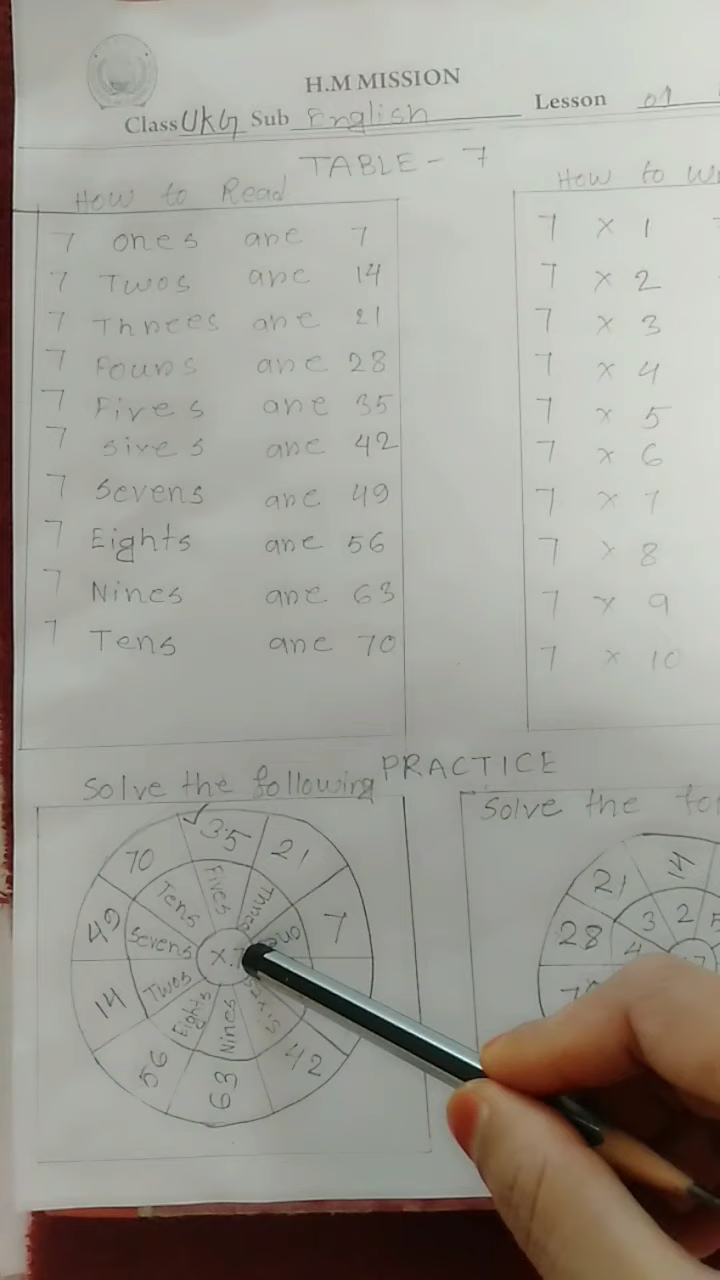 H.M MISSION
Class UKG Sub English
Lesson 01
TABLE - 7
How to Read
7 ones are 7
7 Twos are 14
7 Threes are 21
7 Fours are 28
7 Fives are 35
7 sixes are 42
7 Sevens are 49
7 Eights are 56
7 Nines are 63
7 Tens are 70
How to
7 x 1
7 x 2
7 x 3
7 x 4
7 x 5
7 x 6
7 x 7
7 x 8
7 x 9
7 x 10
PRACTICE
Solve the following
35
21
7
42
63
56
14
49
70
Fives
Sixes
Nines
Eights
Twos
Sevens
Tens
x 7
Solve the
14
21
28
2
3
4